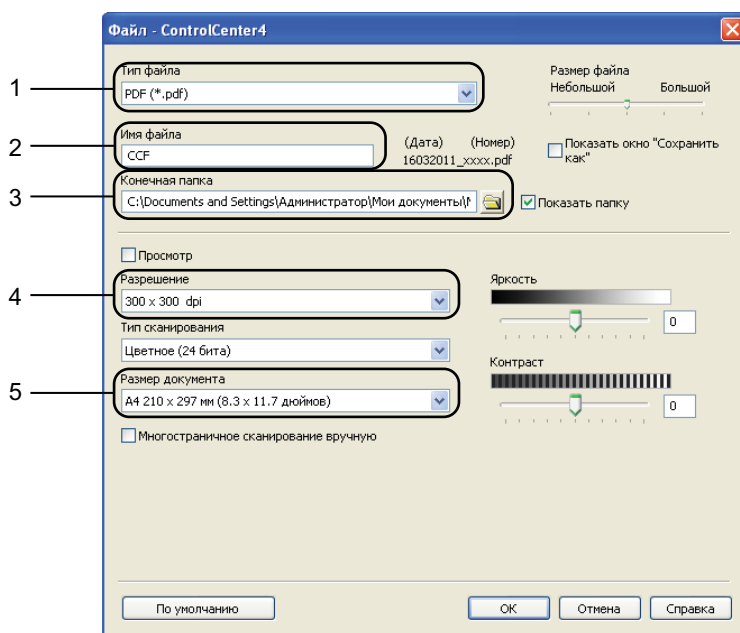 Файл - ControlCenter4
1
Тип файла
PDF (*.pdf)
Размер файла
Небольшой Большой
2
Имя файла
CCF
(Дата) (Номер)
16032011_xxxx.pdf
Показать окно "Сохранить
как"
3
Конечная папка
C:\Documents and Settings\Администратор\Мои документы\
Показать папку
Просмотр
4
Разрешение
300 x 300 dpi
Яркость
0
Тип сканирования
Цветное (24 бита)
5
Размер документа
A4 210 x 297 мм (8.3 x 11.7 дюймов)
Контраст
0
Многостраничное сканирование вручную
По умолчанию
OK
Отмена
Справка